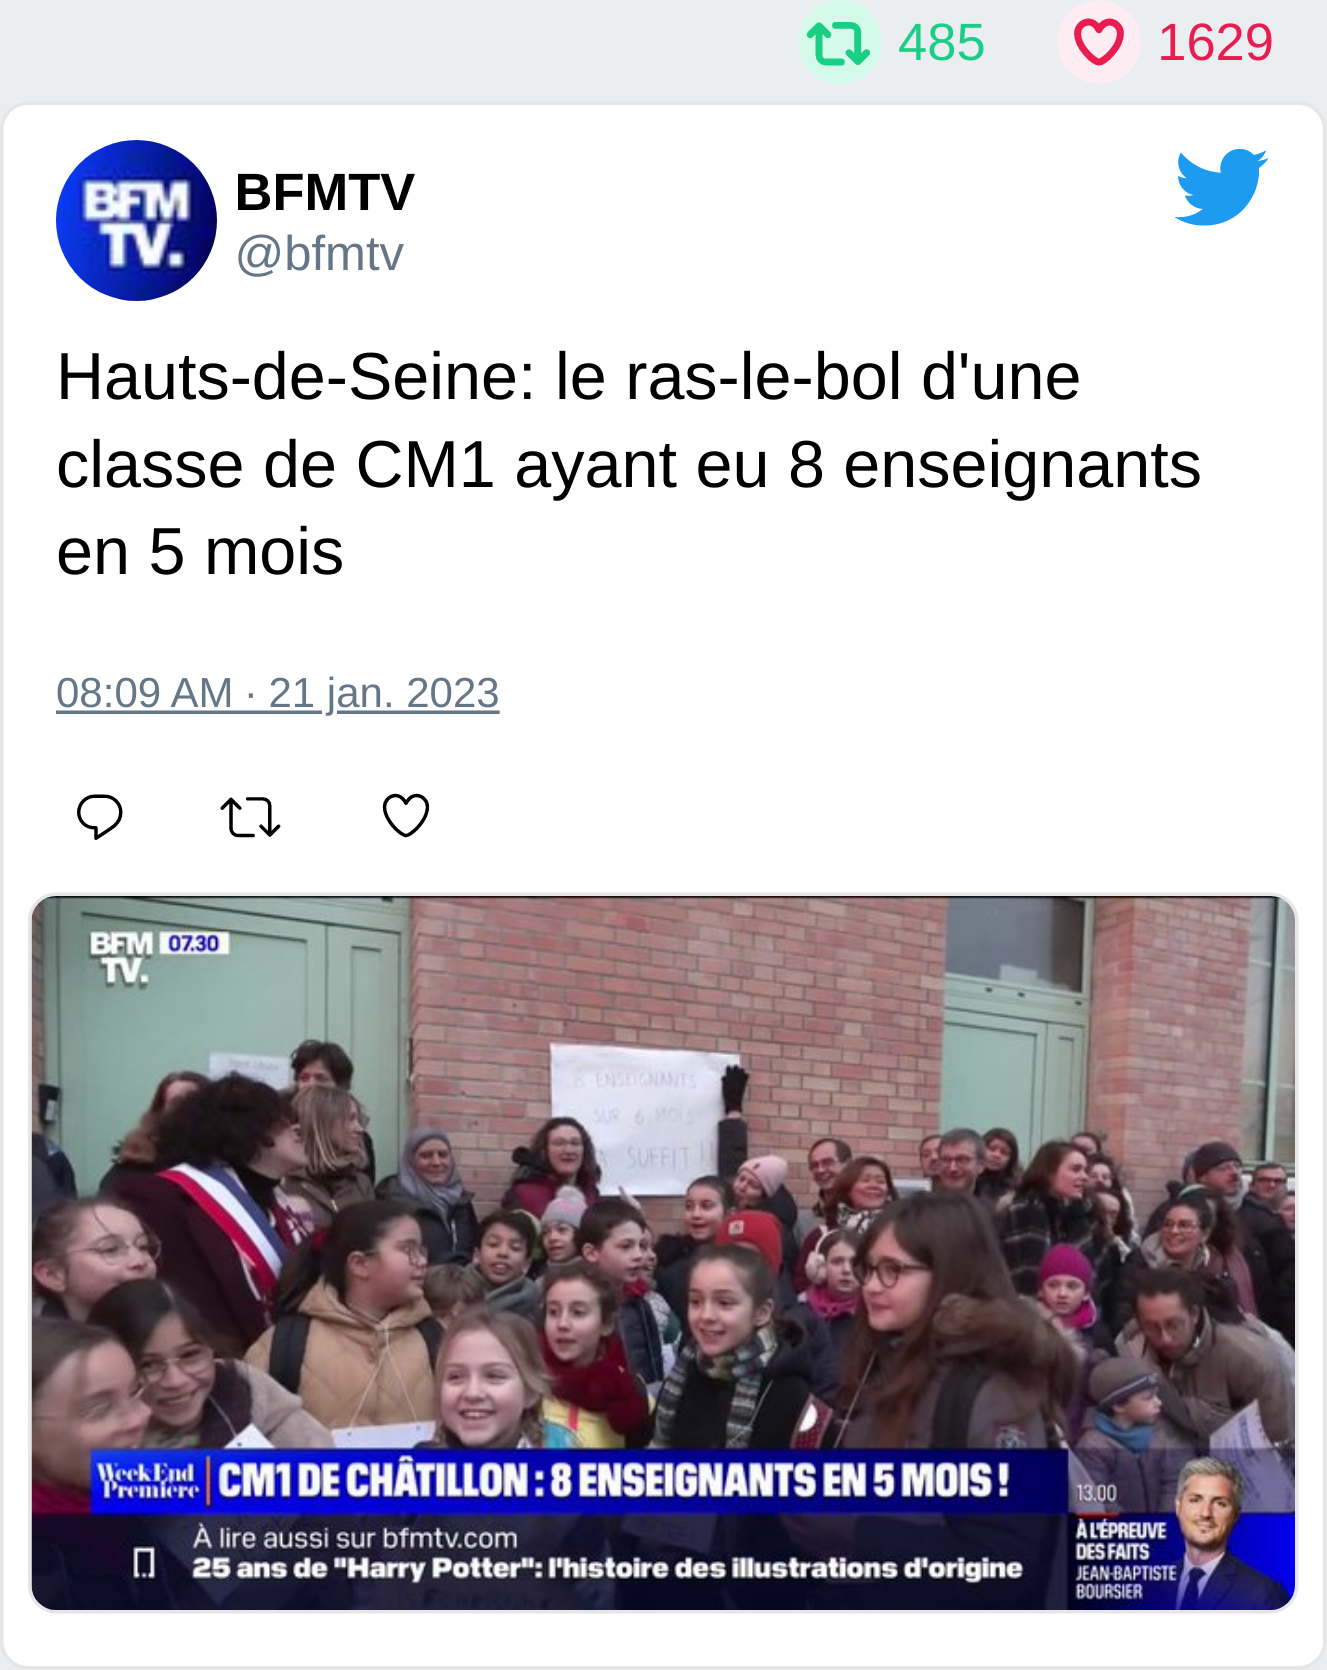 485 1629
BFM
TV.
BFMTV
@bfmtv
Hauts-de-Seine: le ras-le-bol d'une
classe de CM1 ayant eu 8 enseignants
en 5 mois
08:09 AM · 21 jan. 2023
BFM 07.30
TV.
8 ENSEIGNANTS
SUR 6 MOIS
SUFFIT !!
WeekEnd
Première
CM1 DE CHÂTILLON : 8 ENSEIGNANTS EN 5 MOIS !
À lire aussi sur bfmtv.com
25 ans de "Harry Potter": l'histoire des illustrations d'origine
13.00
À L'ÉPREUVE
DES FAITS
JEAN-BAPTISTE
BOURSIER